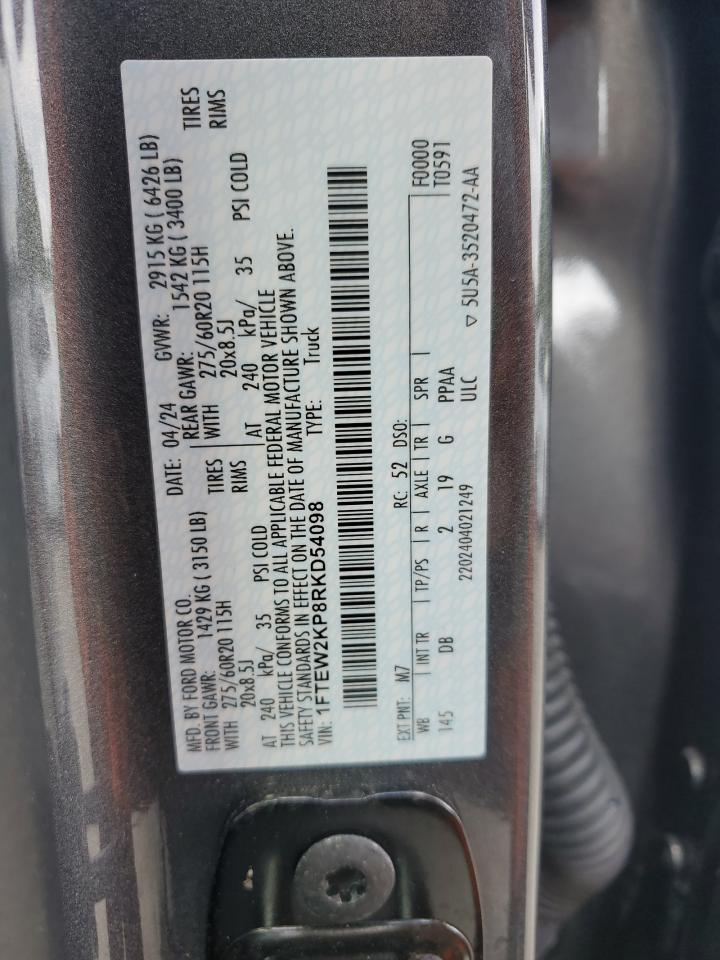 MFD. BY FORD MOTOR CO. DATE: 04/24 GVWR: 2915 KG ( 6426 LB)
FRONT GAWR: 1429 KG ( 3150 LB) REAR GAWR: 1542 KG ( 3400 LB)
WITH 275/60R20 115H TIRES WITH 275/60R20 115H TIRES
20x8.5J RIMS 20x8.5J RIMS
AT 240 kPa/ 35 PSI COLD AT 240 kPa/ 35 PSI COLD
THIS VEHICLE CONFORMS TO ALL APPLICABLE FEDERAL MOTOR VEHICLE
SAFETY STANDARDS IN EFFECT ON THE DATE OF MANUFACTURE SHOWN ABOVE.
VIN: 1FTEW2KP8RKD54098 TYPE: Truck
EXT PNT: M7 RC: 52 DSO: F0000
WB INT TR TP/PS R AXLE TR SPR T0591
145 DB 2 19 G PPAA
2202404021249 ULC
▽ 5U5A-3520472-AA